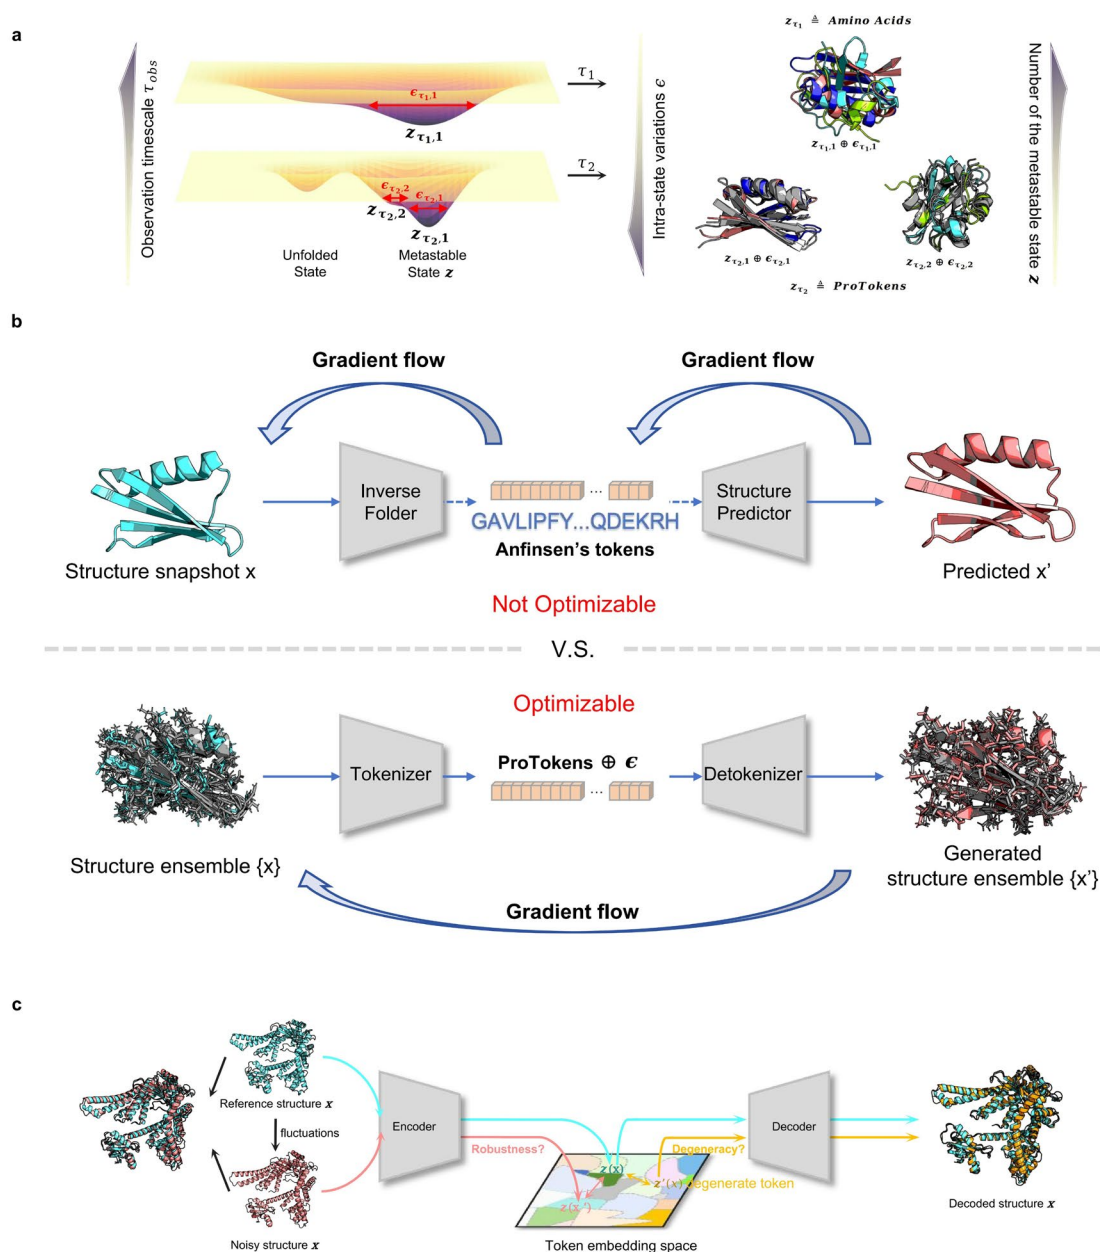 a
Observation timescale τ obs
ϵτ₁,₁
zτ₁,₁
τ₁
ϵτ₂,₂
ϵτ₂,₁
zτ₂,₂
zτ₂,₁
τ₂
Unfolded
State
Metastable
State z
Intra-state variations ϵ
zτ₁ ≜ Amino Acids
zτ₁,₁ ⊕ ϵτ₁,₁
zτ₂,₁ ⊕ ϵτ₂,₁
zτ₂,₂ ⊕ ϵτ₂,₂
zτ₂ ≜ ProTokens
Number of the metastable state z
b
Gradient flow
Gradient flow
Inverse
Folder
GAVLIPFY...QDEKRH
Anfinsen's tokens
Structure
Predictor
Structure snapshot x
Predicted x'
Not Optimizable
V.S.
Optimizable
Tokenizer
ProTokens ⊕ ϵ
...
Detokenizer
Structure ensemble {x}
Generated
structure ensemble {x'}
Gradient flow
c
Reference structure x
fluctuations
Noisy structure x
Encoder
Robustness?
Degeneracy?
z(x)
z'(x)
degenerate token
z(x')
Token embedding space
Decoder
Decoded structure x